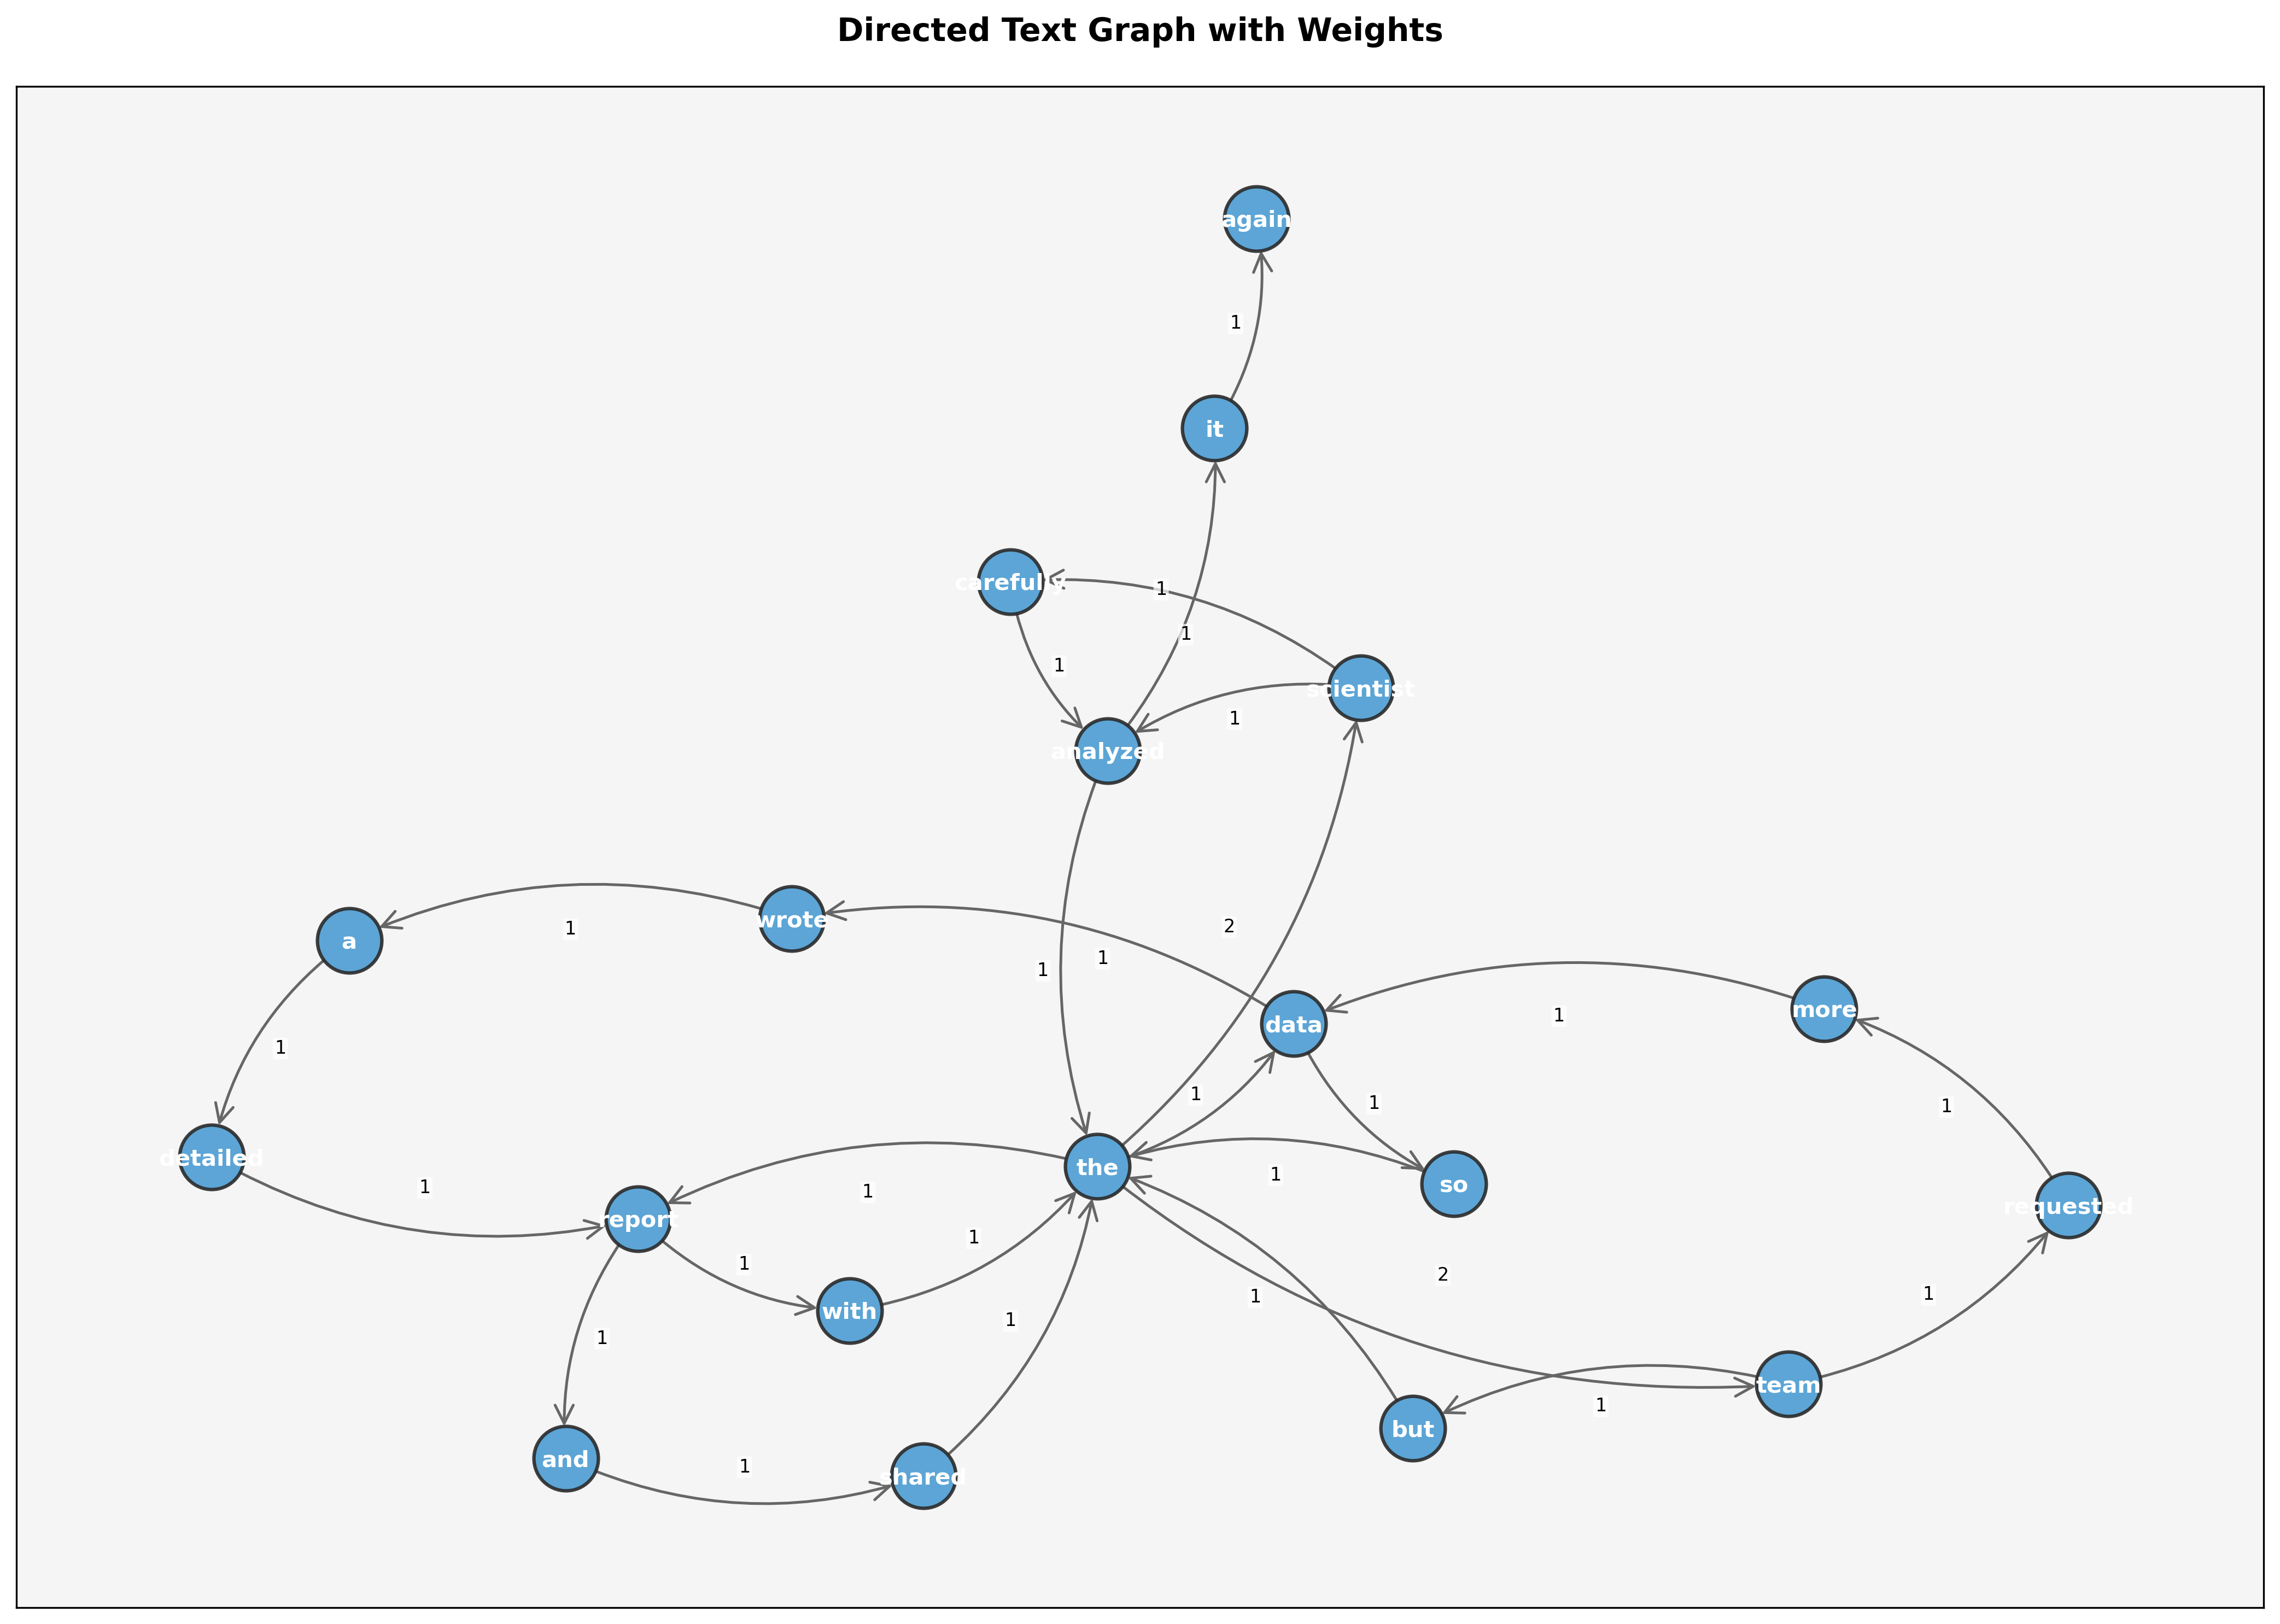 Directed Text Graph with Weights
again
1
it
carefully
1
1
1
scientist
1
analyzed
wrote
2
1
a
1
1
data
more
1
1
1
1
1
detailed
the
1
so
1
1
requested
report
1
1
2
1
1
with
1
1
team
1
but
and
1
shared